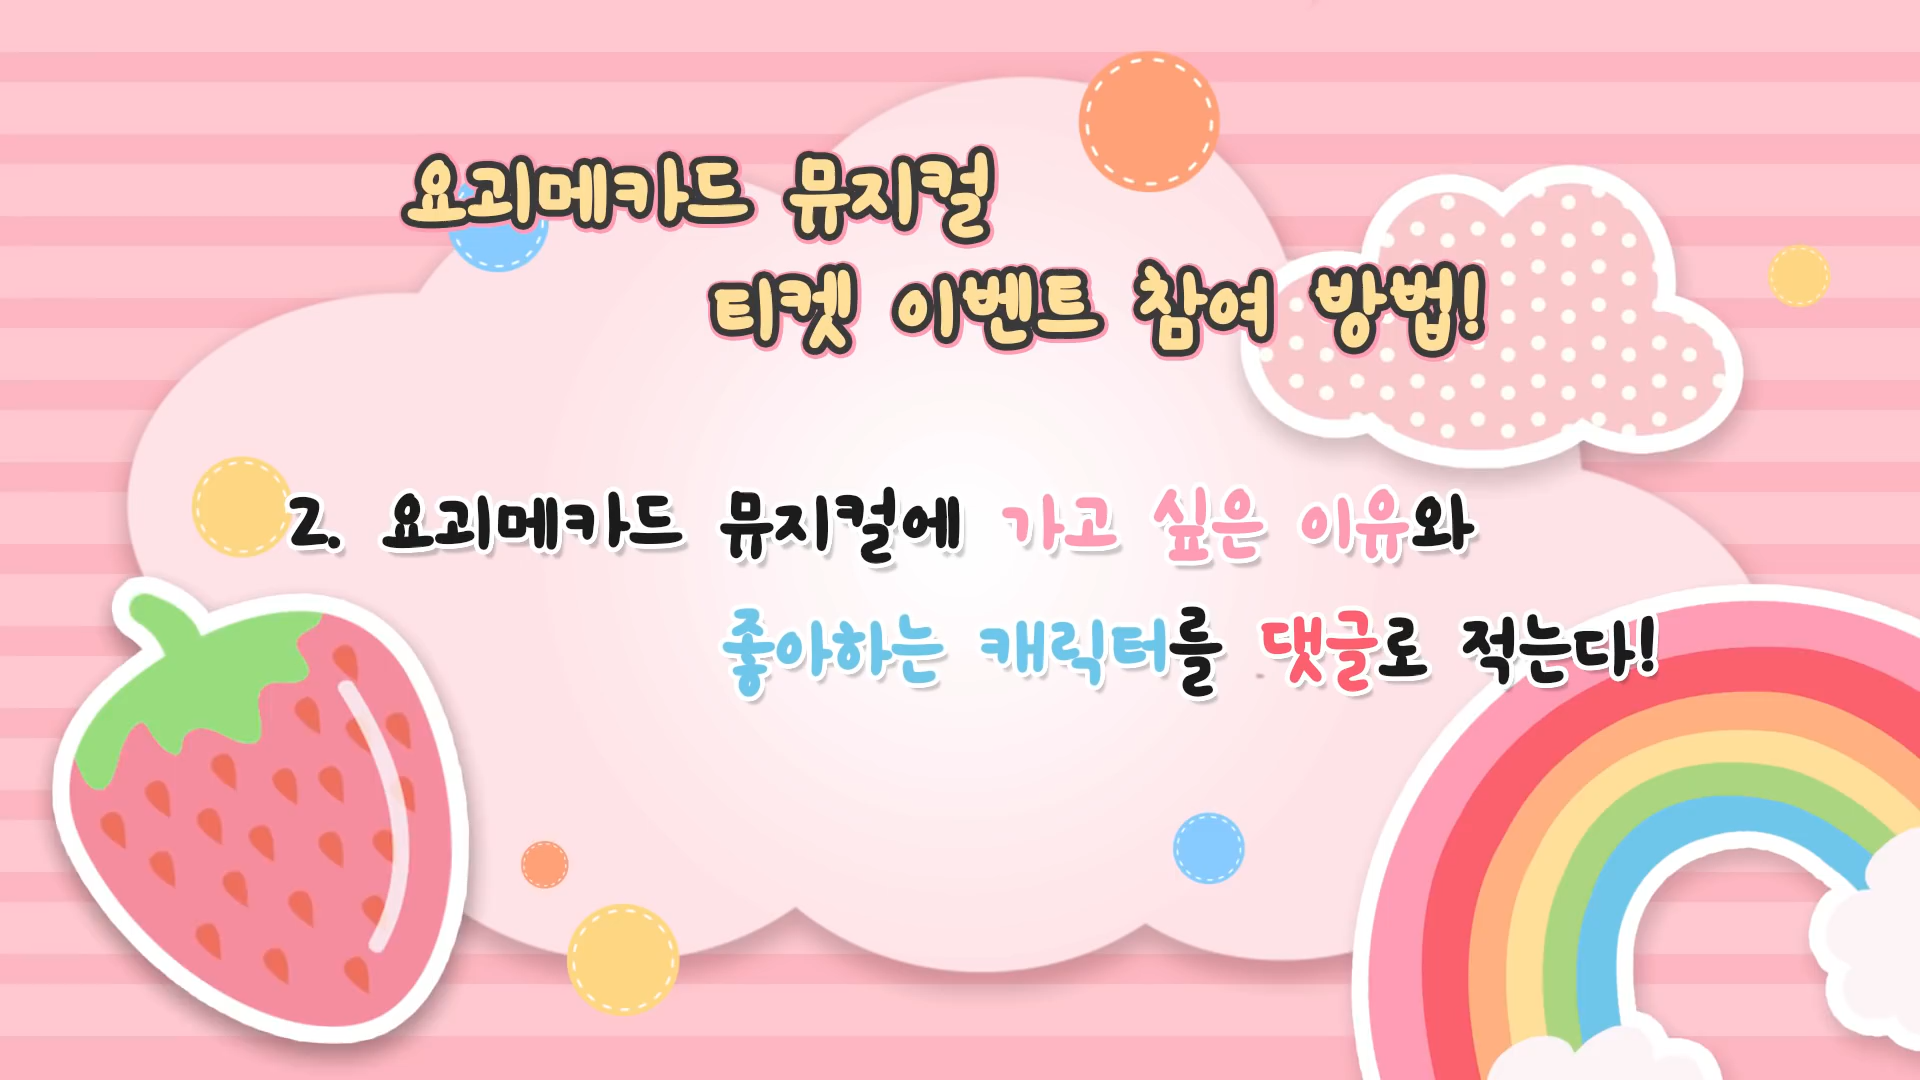 요괴메카드 뮤지컬
티켓 이벤트 참여 방법!
2. 요괴메카드 뮤지컬에 가고 싶은 이유와
좋아하는 캐릭터를 댓글로 적는다!